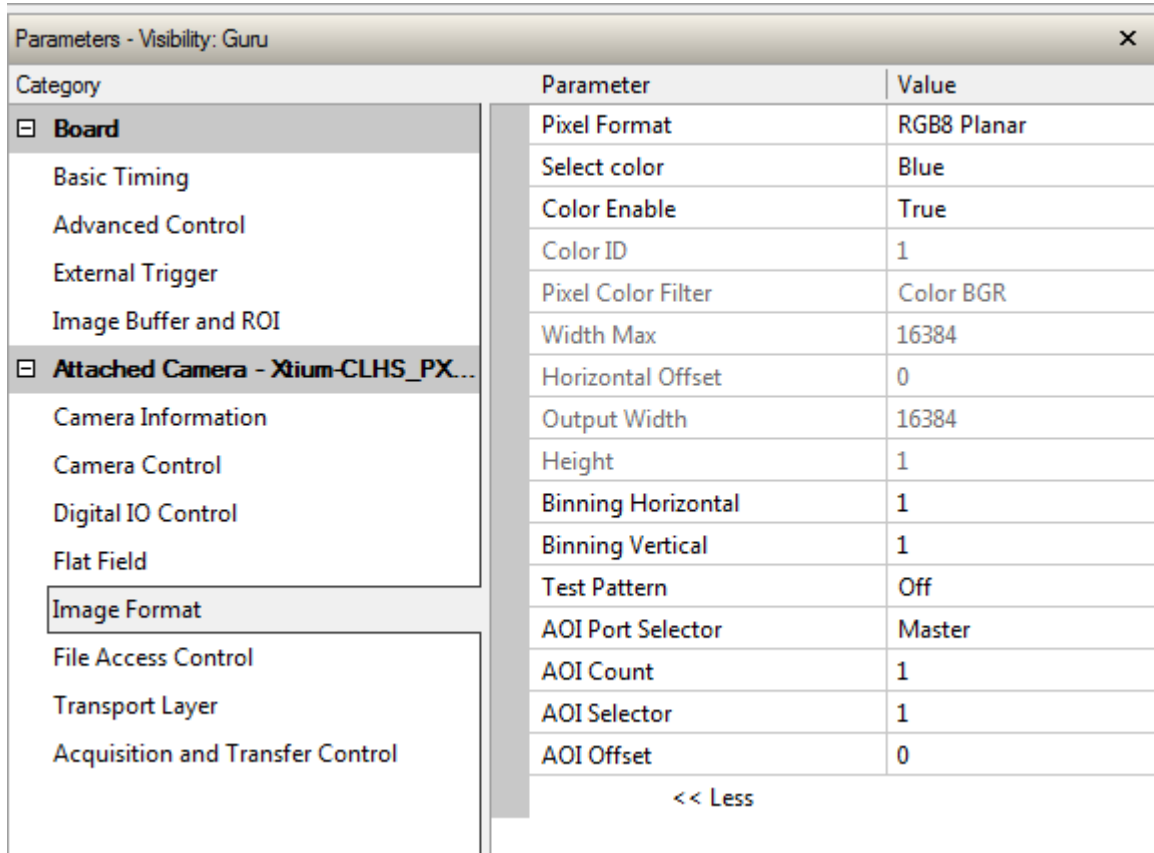 Parameters - Visibility: Guru
Category
Board
Basic Timing
Advanced Control
External Trigger
Image Buffer and ROI
Attached Camera - Xtium-CLHS_PX...
Camera Information
Camera Control
Digital IO Control
Flat Field
Image Format
File Access Control
Transport Layer
Acquisition and Transfer Control
Parameter Value
Pixel Format RGB8 Planar
Select color Blue
Color Enable True
Color ID 1
Pixel Color Filter Color BGR
Width Max 16384
Horizontal Offset 0
Output Width 16384
Height 1
Binning Horizontal 1
Binning Vertical 1
Test Pattern Off
AOI Port Selector Master
AOI Count 1
AOI Selector 1
AOI Offset 0
<< Less